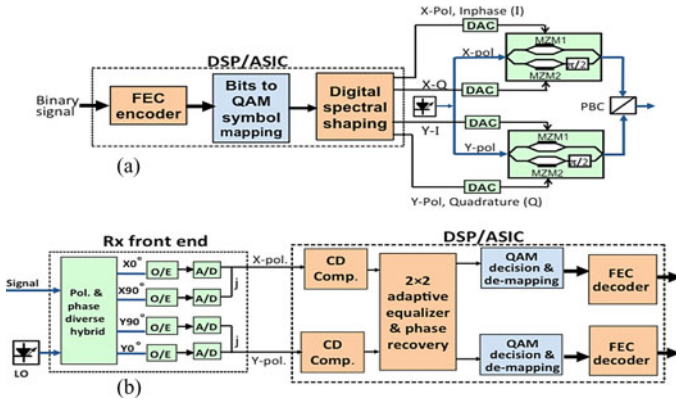 X-Pol, Inphase (I)
DAC
DSP/ASIC
MZM1
X-pol
π/2
Binary
signal
FEC
encoder
Bits to
QAM
symbol
mapping
Digital
spectral
shaping
X-Q
DAC
MZM2
PBC
Y-I
DAC
MZM1
Y-pol
π/2
MZM2
DAC
(a)
Y-Pol, Quadrature (Q)
Rx front end
DSP/ASIC
Signal
LO
Pol. &
phase
diverse
hybrid
X0°
O/E
A/D
X90°
O/E
A/D
j
Y90°
O/E
A/D
j
Y0°
O/E
A/D
X-pol.
Y-pol.
CD
Comp.
CD
Comp.
2×2
adaptive
equalizer
& phase
recovery
QAM
decision &
de-mapping
FEC
decoder
QAM
decision &
de-mapping
FEC
decoder
(b)